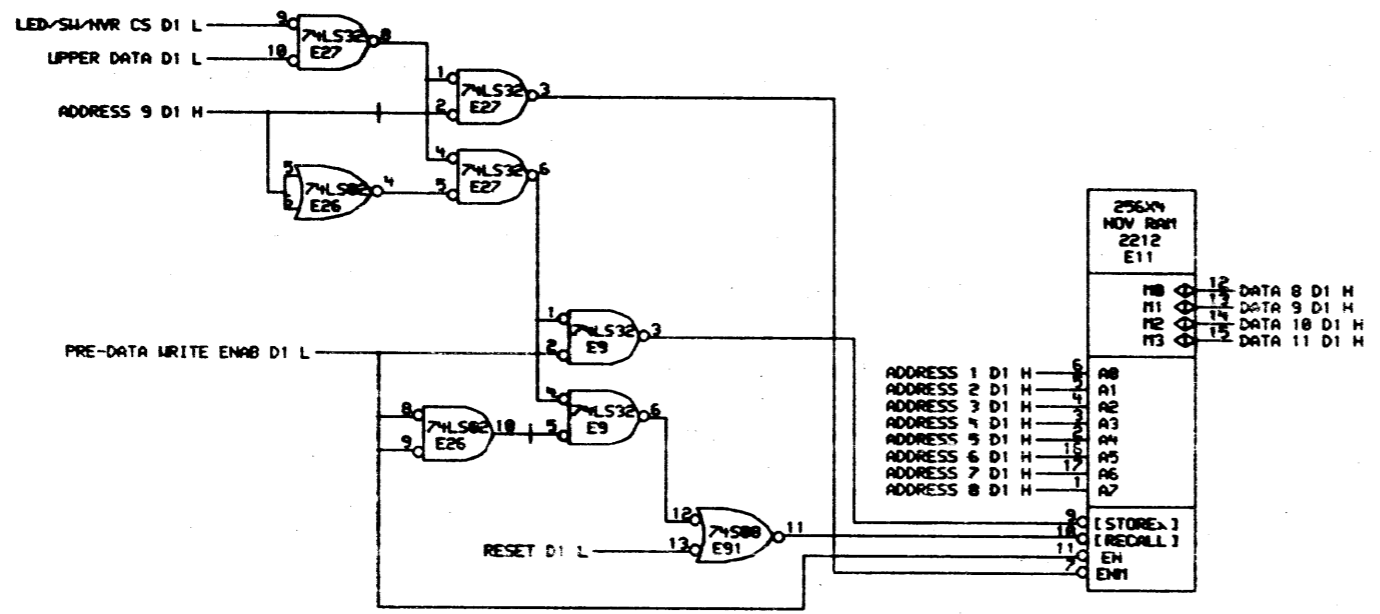 LED/SW/NVR CS D1 L
9
74LS32
E27
8
UPPER DATA D1 L
10
1
74LS32
E27
3
ADDRESS 9 D1 H
2
4
74LS32
E27
6
5
5
74LS02
E26
4
256X4
NOV RAM
2212
E11
M0
12
DATA 8 D1 H
M1
13
DATA 9 D1 H
M2
14
DATA 10 D1 H
M3
15
DATA 11 D1 H
1
74LS32
E9
3
PRE-DATA WRITE ENAB D1 L
2
ADDRESS 1 D1 H
6
A0
ADDRESS 2 D1 H
A1
ADDRESS 3 D1 H
A2
ADDRESS 4 D1 H
A3
ADDRESS 5 D1 H
A4
ADDRESS 6 D1 H
A5
ADDRESS 7 D1 H
17
A6
ADDRESS 8 D1 H
1
A7
4
74LS32
E9
6
8
74LS02
E26
10
5
9
12
74S00
E91
11
RESET D1 L
13
9
[STORE]
10
[RECALL]
11
EW
7
ENM